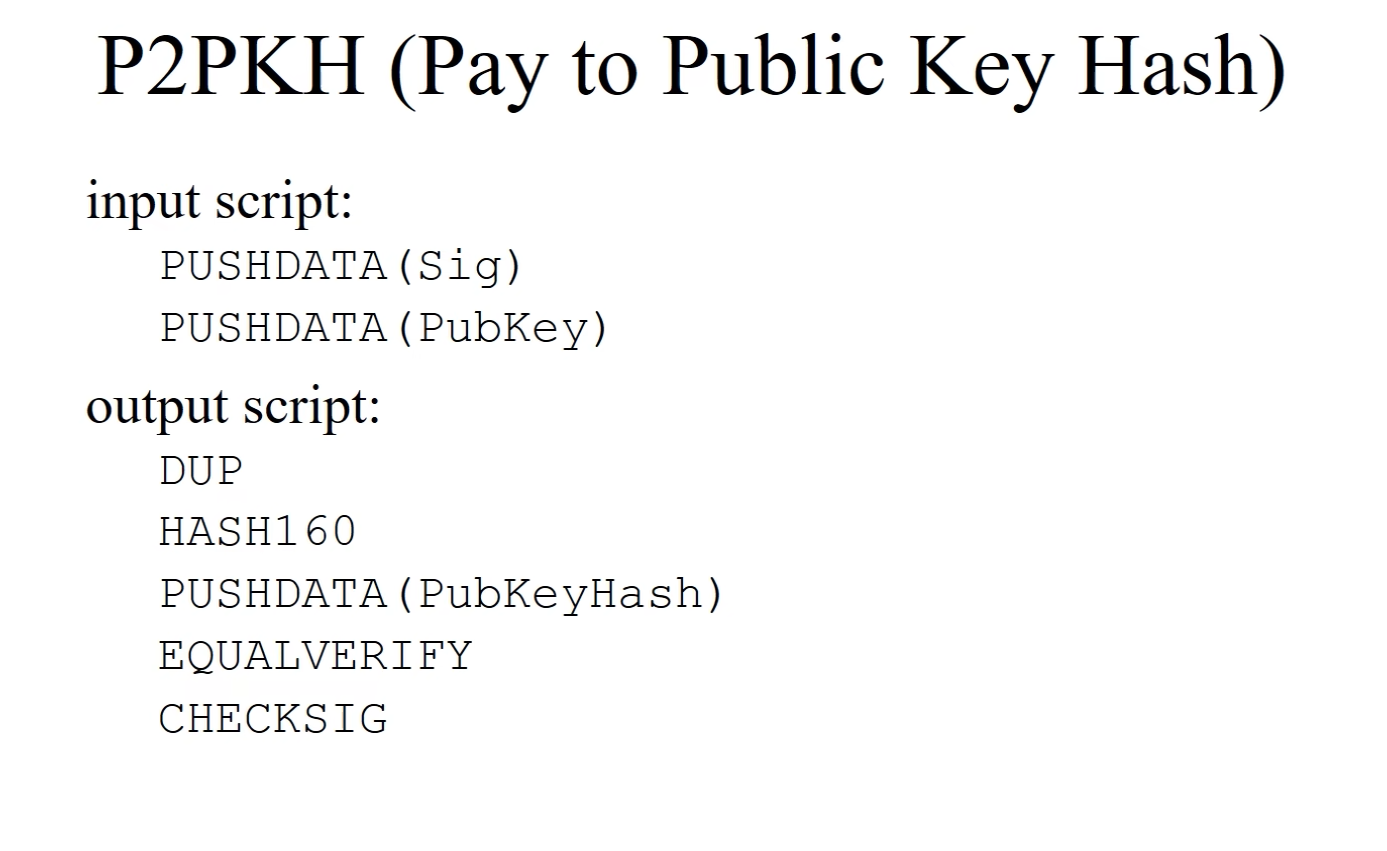 P2PKH (Pay to Public Key Hash)
input script:
PUSHDATA(Sig)
PUSHDATA(PubKey)
output script:
DUP
HASH160
PUSHDATA(PubKeyHash)
EQUALVERIFY
CHECKSIG